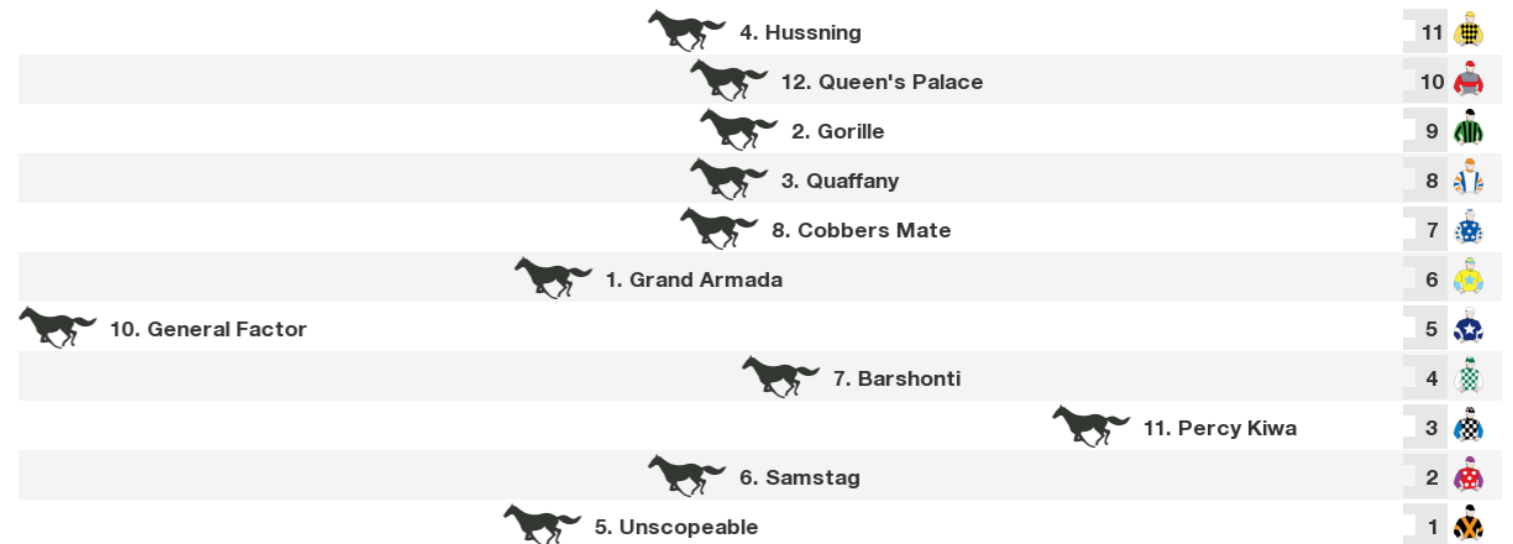 4. Hussning 11
12. Queen's Palace 10
2. Gorille 9
3. Quaffany 8
8. Cobbers Mate 7
1. Grand Armada 6
10. General Factor 5
7. Barshonti 4
11. Percy Kiwa 3
6. Samstag 2
5. Unscopeable 1